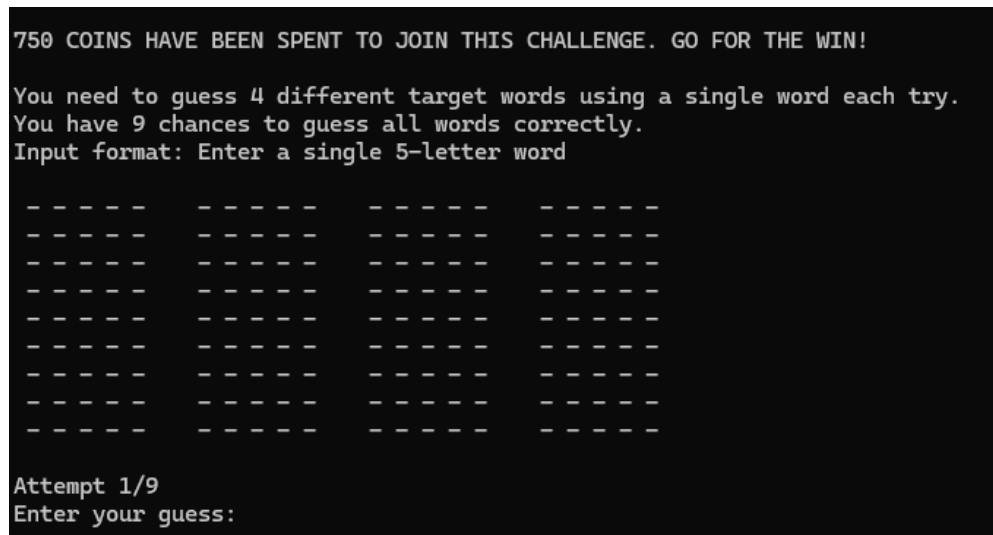 750 COINS HAVE BEEN SPENT TO JOIN THIS CHALLENGE. GO FOR THE WIN!
You need to guess 4 different target words using a single word each try.
You have 9 chances to guess all words correctly.
Input format: Enter a single 5-letter word
- - - - -   - - - - -   - - - - -   - - - - -
- - - - -   - - - - -   - - - - -   - - - - -
- - - - -   - - - - -   - - - - -   - - - - -
- - - - -   - - - - -   - - - - -   - - - - -
- - - - -   - - - - -   - - - - -   - - - - -
- - - - -   - - - - -   - - - - -   - - - - -
- - - - -   - - - - -   - - - - -   - - - - -
- - - - -   - - - - -   - - - - -   - - - - -
- - - - -   - - - - -   - - - - -   - - - - -
Attempt 1/9
Enter your guess: